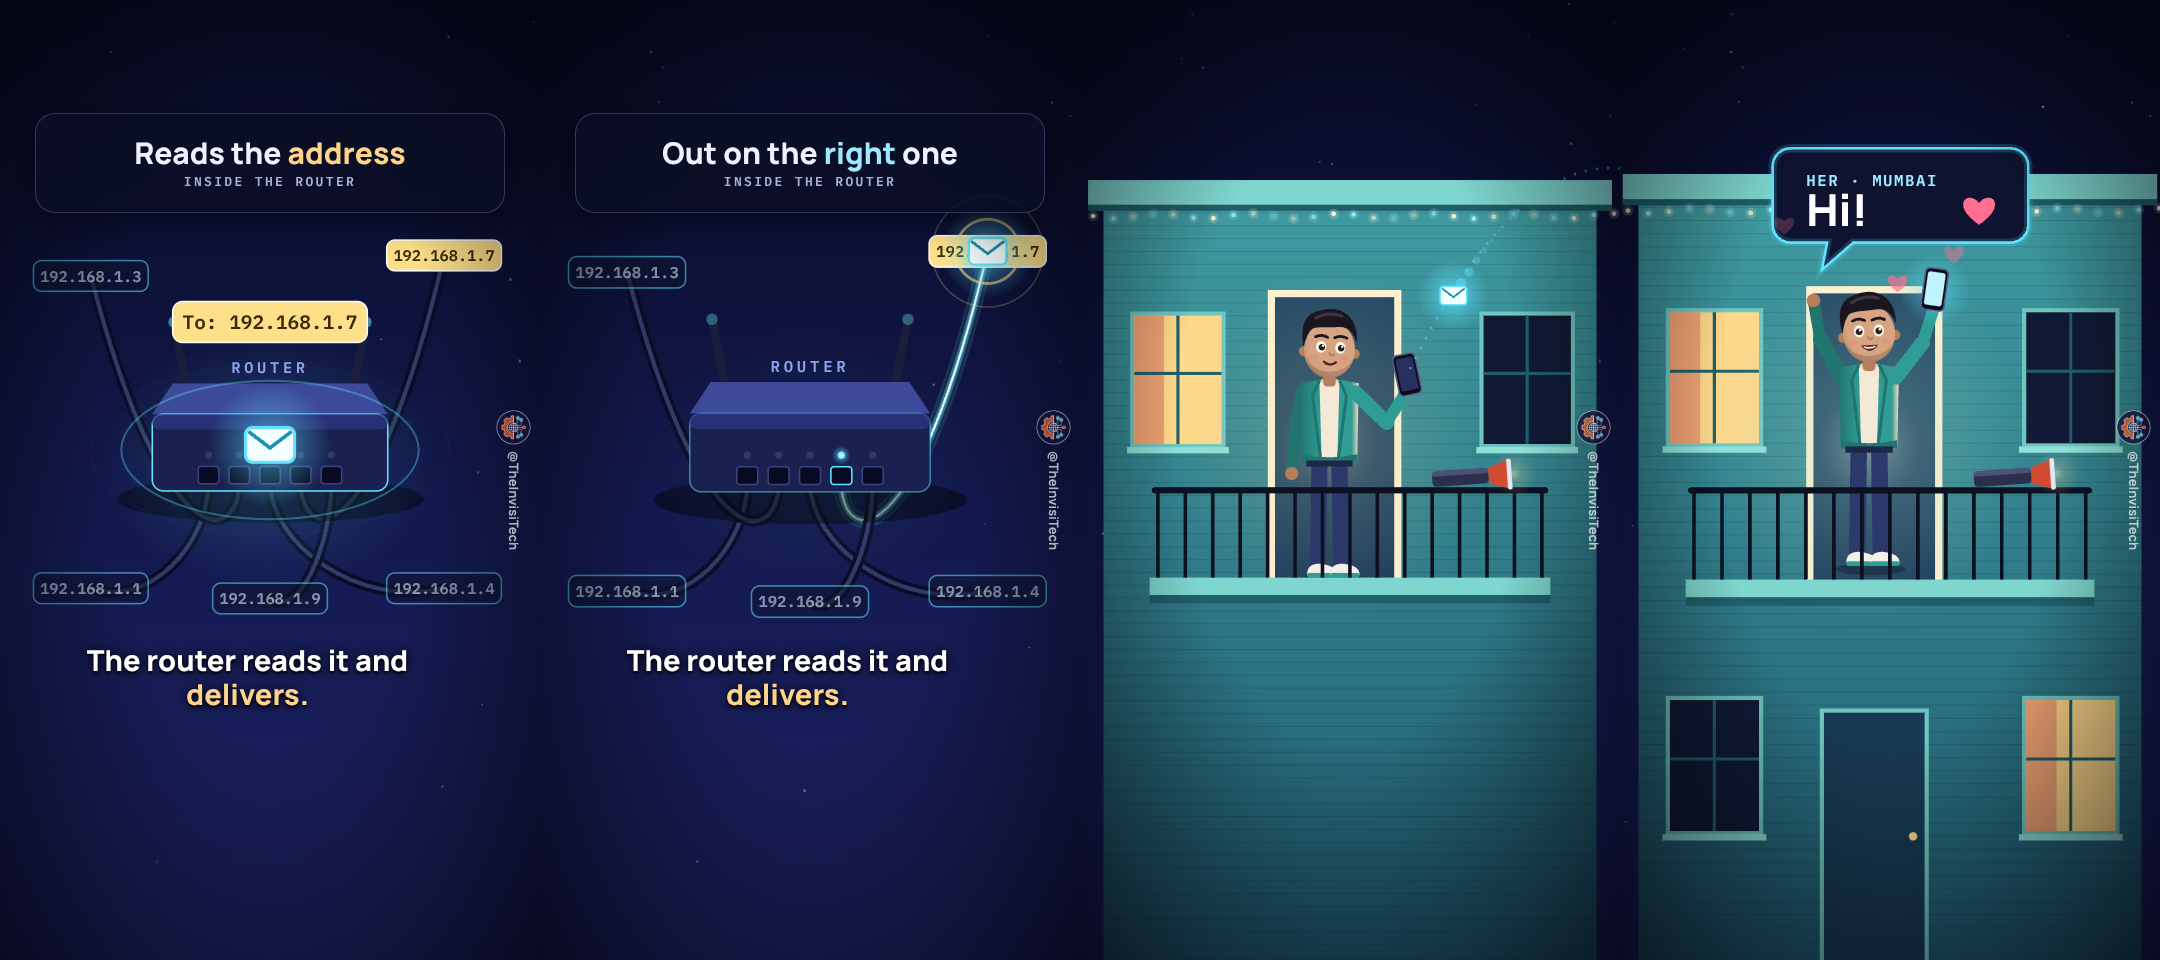 Reads the address
INSIDE THE ROUTER
192.168.1.3
192.168.1.7
To: 192.168.1.7
ROUTER
192.168.1.1
192.168.1.9
192.168.1.4
The router reads it and
delivers.
@TheInvisiTech
Out on the right one
INSIDE THE ROUTER
192.168.1.3
192 1.7
ROUTER
192.168.1.1
192.168.1.9
192.168.1.4
The router reads it and
delivers.
@TheInvisiTech
@TheInvisiTech
HER · MUMBAI
Hi!
@TheInvisiTech